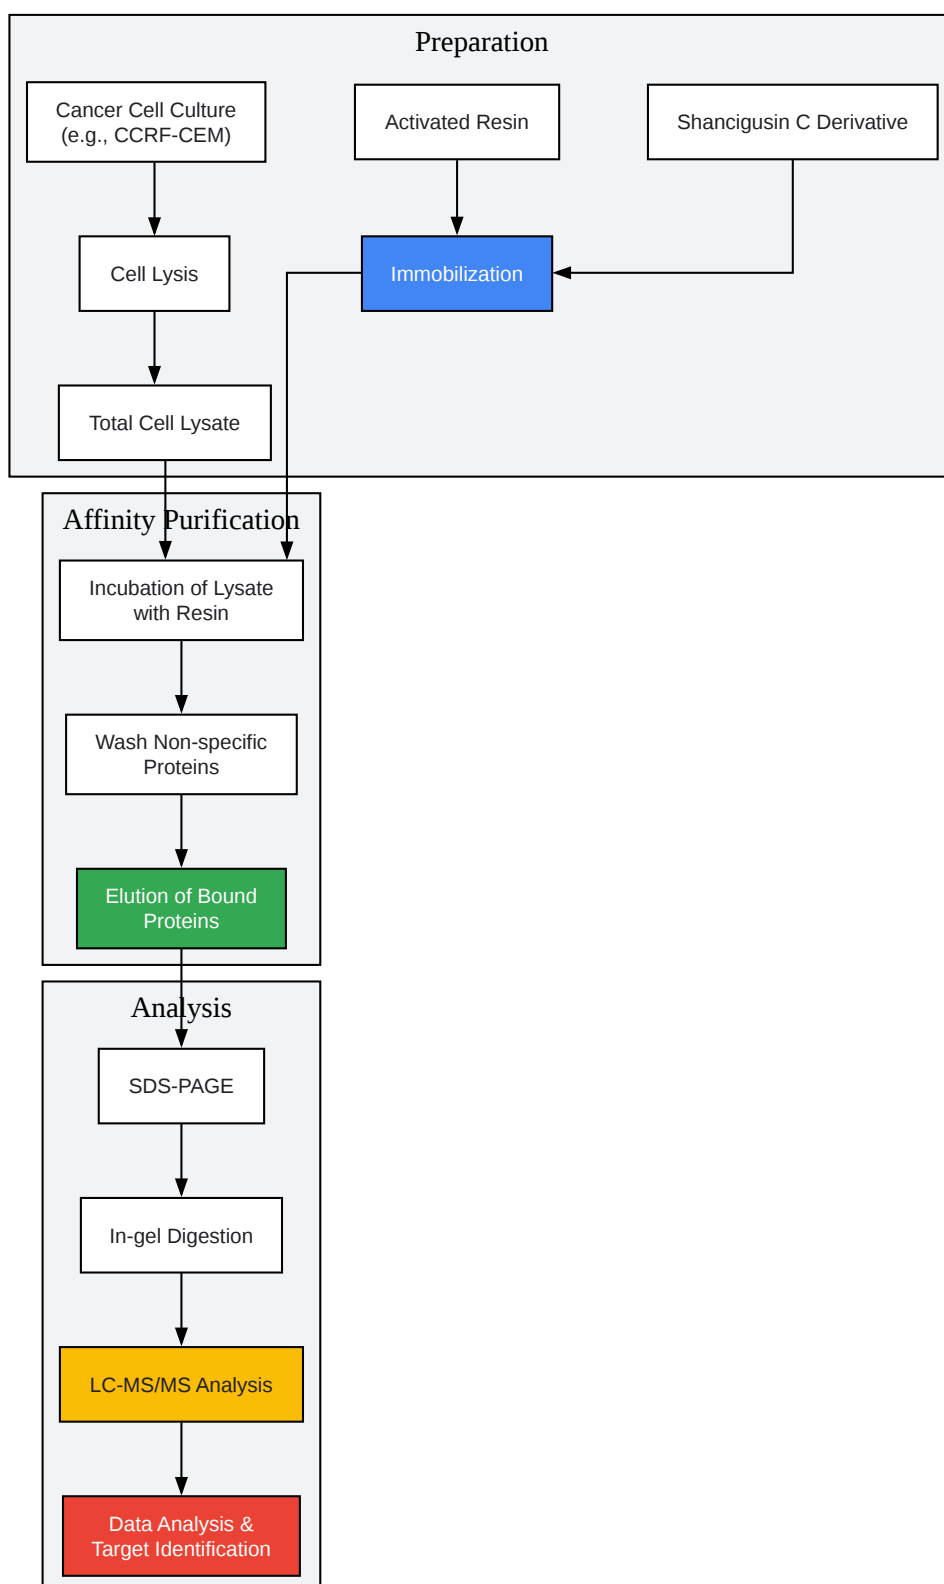 Preparation
Cancer Cell Culture
(e.g., CCRF-CEM)
Activated Resin
Shancigusin C Derivative
Cell Lysis
Immobilization
Total Cell Lysate
Affinity Purification
Incubation of Lysate
with Resin
Wash Non-specific
Proteins
Elution of Bound
Proteins
Analysis
SDS-PAGE
In-gel Digestion
LC-MS/MS Analysis
Data Analysis &
Target Identification